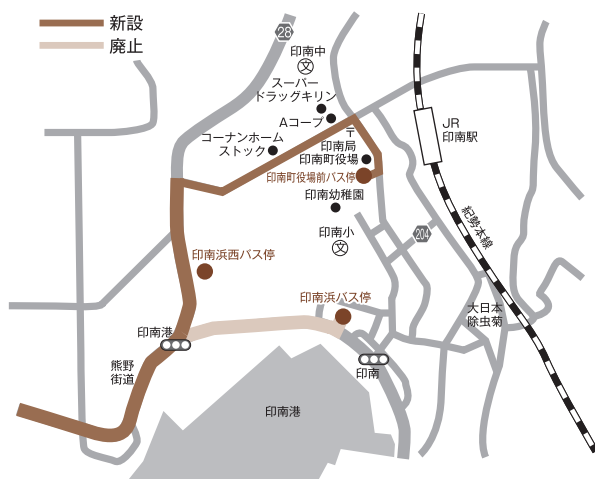 新設
廃止
28
印南中
文
スーパー
ドラッグキリン
Aコープ
コーナンホーム
ストック
〒
印南局
印南町役場
印南町役場前バス停
JR
印南駅
印南幼稚園
紀勢本線
印南小
文
204
印南浜西バス停
印南浜バス停
大日本
除虫菊
印南港
熊野
街道
印南
印南港